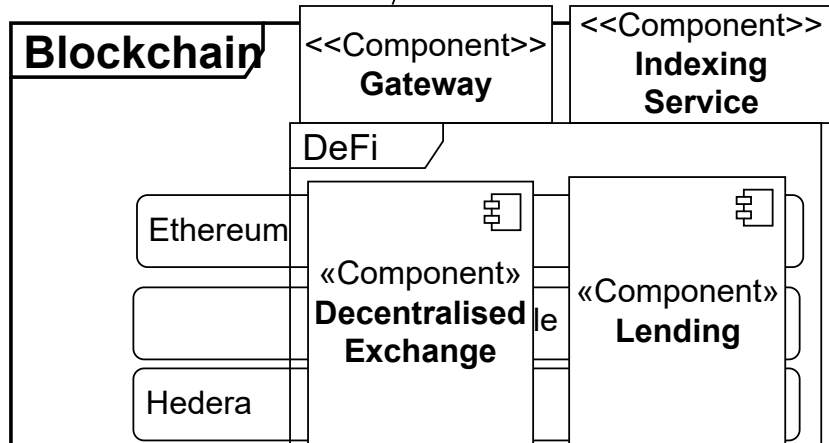 Blockchain
<<Component>>
Gateway
<<Component>>
Indexing
Service
DeFi
Ethereum
«Component»
Decentralised
Exchange
«Component»
Lending
Hedera